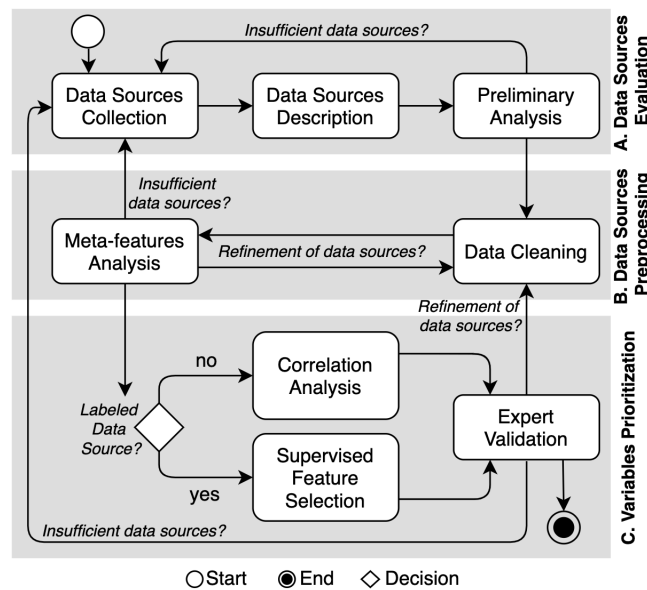 Insufficient data sources?
Data Sources
Collection
Data Sources
Description
Preliminary
Analysis
A. Data Sources
Evaluation
Insufficient
data sources?
Meta-features
Analysis
Refinement of data sources?
Data Cleaning
B. Data Sources
Preprocessing
Refinement of
data sources?
Labeled
Data
Source?
no
Correlation
Analysis
yes
Supervised
Feature
Selection
Expert
Validation
C. Variables Prioritization
Insufficient data sources?
Start
End
Decision